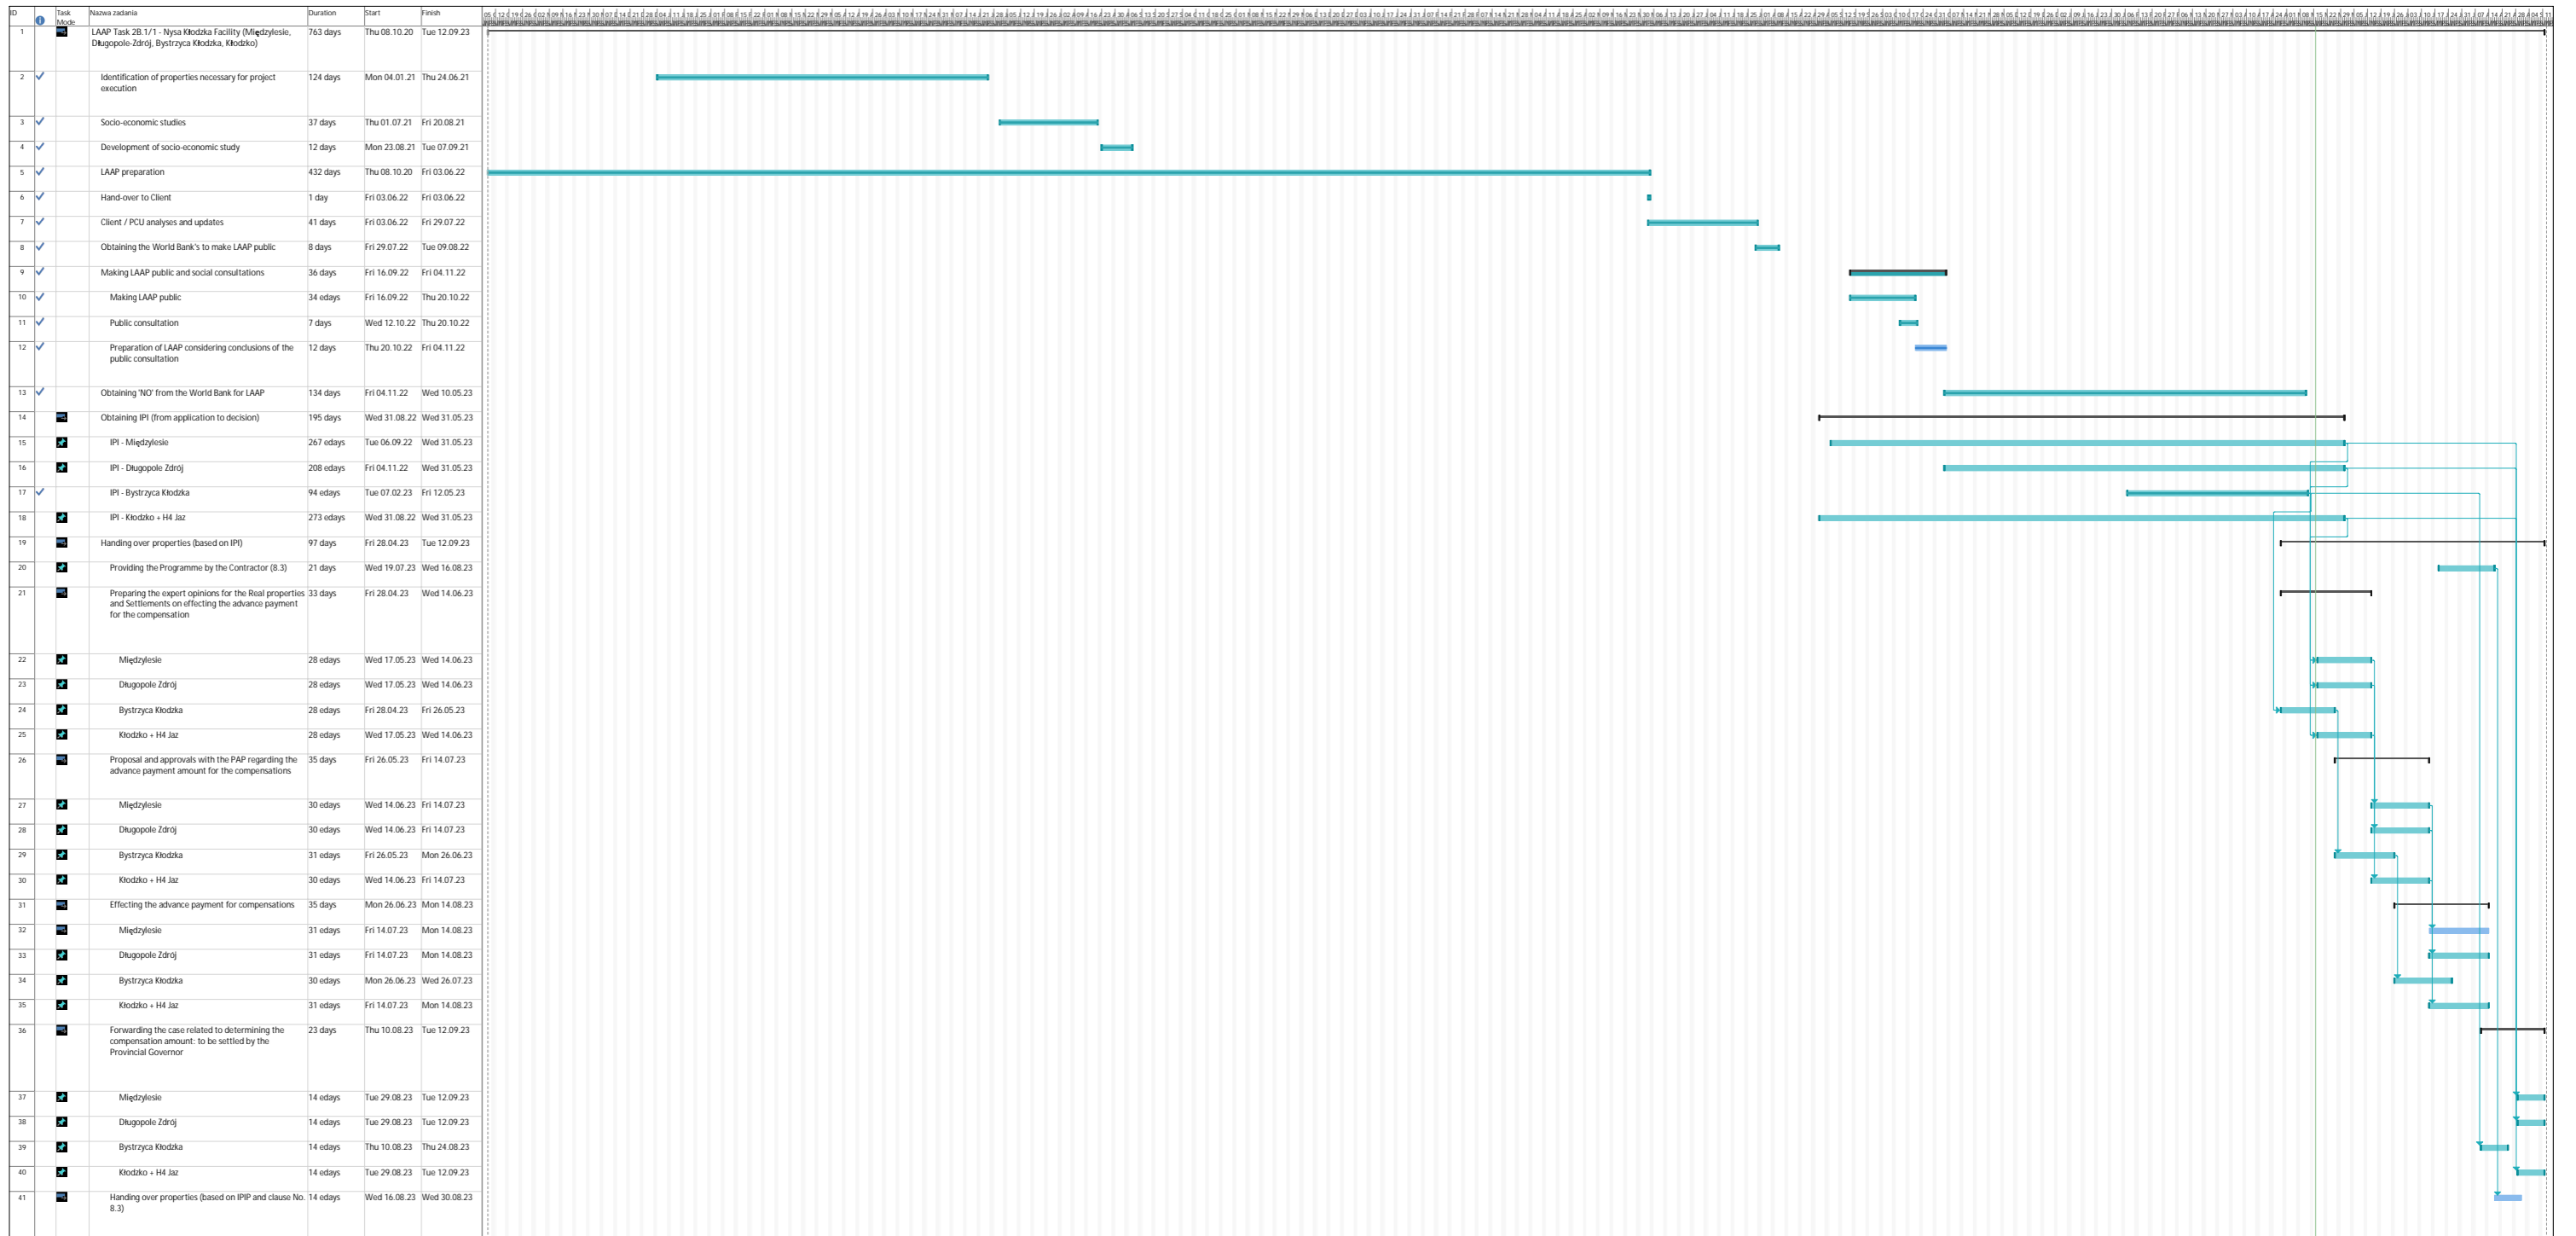 ID Task Mode Nazwa zadania Duration Start Finish
1 LAAP Task 2B.1/1 - Nysa Kłodzka Facility (Międzylesie, 763 days Thu 08.10.20 Tue 12.09.23
Długopole-Zdrój, Bystrzyca Kłodzka, Kłodzko)
2 Identification of properties necessary for project 124 days Mon 04.01.21 Thu 24.06.21
execution
3 Socio-economic studies 37 days Thu 01.07.21 Fri 20.08.21
4 Development of socio-economic study 12 days Mon 23.08.21 Tue 07.09.21
5 LAAP preparation 432 days Thu 08.10.20 Fri 03.06.22
6 Hand-over to Client 1 day Fri 03.06.22 Fri 03.06.22
7 Client / PCU analyses and updates 41 days Fri 03.06.22 Fri 29.07.22
8 Obtaining the World Bank's to make LAAP public 8 days Fri 29.07.22 Tue 09.08.22
9 Making LAAP public and social consultations 36 days Fri 16.09.22 Fri 04.11.22
10 Making LAAP public 34 edays Fri 16.09.22 Thu 20.10.22
11 Public consultation 7 days Wed 12.10.22 Thu 20.10.22
12 Preparation of LAAP considering conclusions of the 12 days Thu 20.10.22 Fri 04.11.22
public consultation
13 Obtaining 'NO' from the World Bank for LAAP 134 days Fri 04.11.22 Wed 10.05.23
14 Obtaining IPI (from application to decision) 195 days Wed 31.08.22 Wed 31.05.23
15 IPI - Międzylesie 267 edays Tue 06.09.22 Wed 31.05.23
16 IPI - Długopole Zdrój 208 edays Fri 04.11.22 Wed 31.05.23
17 IPI - Bystrzyca Kłodzka 94 edays Tue 07.02.23 Fri 12.05.23
18 IPI - Kłodzko + H4 Jaz 273 edays Wed 31.08.22 Wed 31.05.23
19 Handing over properties (based on IPI) 97 days Fri 28.04.23 Tue 12.09.23
20 Providing the Programme by the Contractor (8.3) 21 days Wed 19.07.23 Wed 16.08.23
21 Preparing the expert opinions for the Real properties 33 days Fri 28.04.23 Wed 14.06.23
and Settlements on effecting the advance payment
for the compensation
22 Międzylesie 28 edays Wed 17.05.23 Wed 14.06.23
23 Długopole Zdrój 28 edays Wed 17.05.23 Wed 14.06.23
24 Bystrzyca Kłodzka 28 edays Fri 28.04.23 Fri 26.05.23
25 Kłodzko + H4 Jaz 28 edays Wed 17.05.23 Wed 14.06.23
26 Proposal and approvals with the PAP regarding the 35 days Fri 26.05.23 Fri 14.07.23
advance payment amount for the compensations
27 Międzylesie 30 edays Wed 14.06.23 Fri 14.07.23
28 Długopole Zdrój 30 edays Wed 14.06.23 Fri 14.07.23
29 Bystrzyca Kłodzka 31 edays Fri 26.05.23 Mon 26.06.23
30 Kłodzko + H4 Jaz 30 edays Wed 14.06.23 Fri 14.07.23
31 Effecting the advance payment for compensations 35 days Mon 26.06.23 Mon 14.08.23
32 Międzylesie 31 edays Fri 14.07.23 Mon 14.08.23
33 Długopole Zdrój 31 edays Fri 14.07.23 Mon 14.08.23
34 Bystrzyca Kłodzka 30 edays Mon 26.06.23 Wed 26.07.23
35 Kłodzko + H4 Jaz 31 edays Fri 14.07.23 Mon 14.08.23
36 Forwarding the case related to determining the 23 days Thu 10.08.23 Tue 12.09.23
compensation amount: to be settled by the
Provincial Governor
37 Międzylesie 14 edays Tue 29.08.23 Tue 12.09.23
38 Długopole Zdrój 14 edays Tue 29.08.23 Tue 12.09.23
39 Bystrzyca Kłodzka 14 edays Thu 10.08.23 Thu 24.08.23
40 Kłodzko + H4 Jaz 14 edays Tue 29.08.23 Tue 12.09.23
41 Handing over properties (based on IPIP and clause No. 14 edays Wed 16.08.23 Wed 30.08.23
8.3)